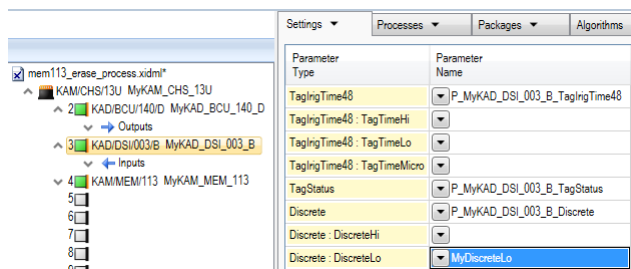 Settings Processes Packages Algorithms
Parameter Type Parameter Name
mem113_erase_process.xidml*
KAM/CHS/13U MyKAM_CHS_13U
2 KAD/BCU/140/D MyKAD_BCU_140_D
Outputs
3 KAD/DSI/003/B MyKAD_DSI_003_B
Inputs
4 KAM/MEM/113 MyKAM_MEM_113
5
6
7
8
TagIrigTime48 P_MyKAD_DSI_003_B_TagIrigTime48
TagIrigTime48 : TagTimeHi
TagIrigTime48 : TagTimeLo
TagIrigTime48 : TagTimeMicro
TagStatus P_MyKAD_DSI_003_B_TagStatus
Discrete P_MyKAD_DSI_003_B_Discrete
Discrete : DiscreteHi
Discrete : DiscreteLo MyDiscreteLo